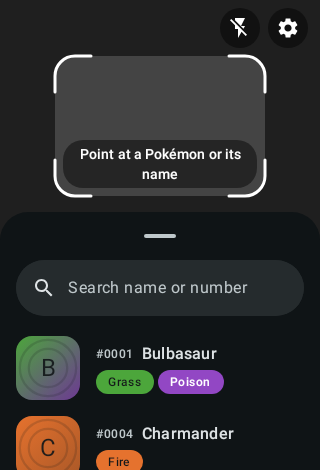 Point at a Pokémon or its
name
Search name or number
B
#0001 Bulbasaur
Grass Poison
C
#0004 Charmander
Fire